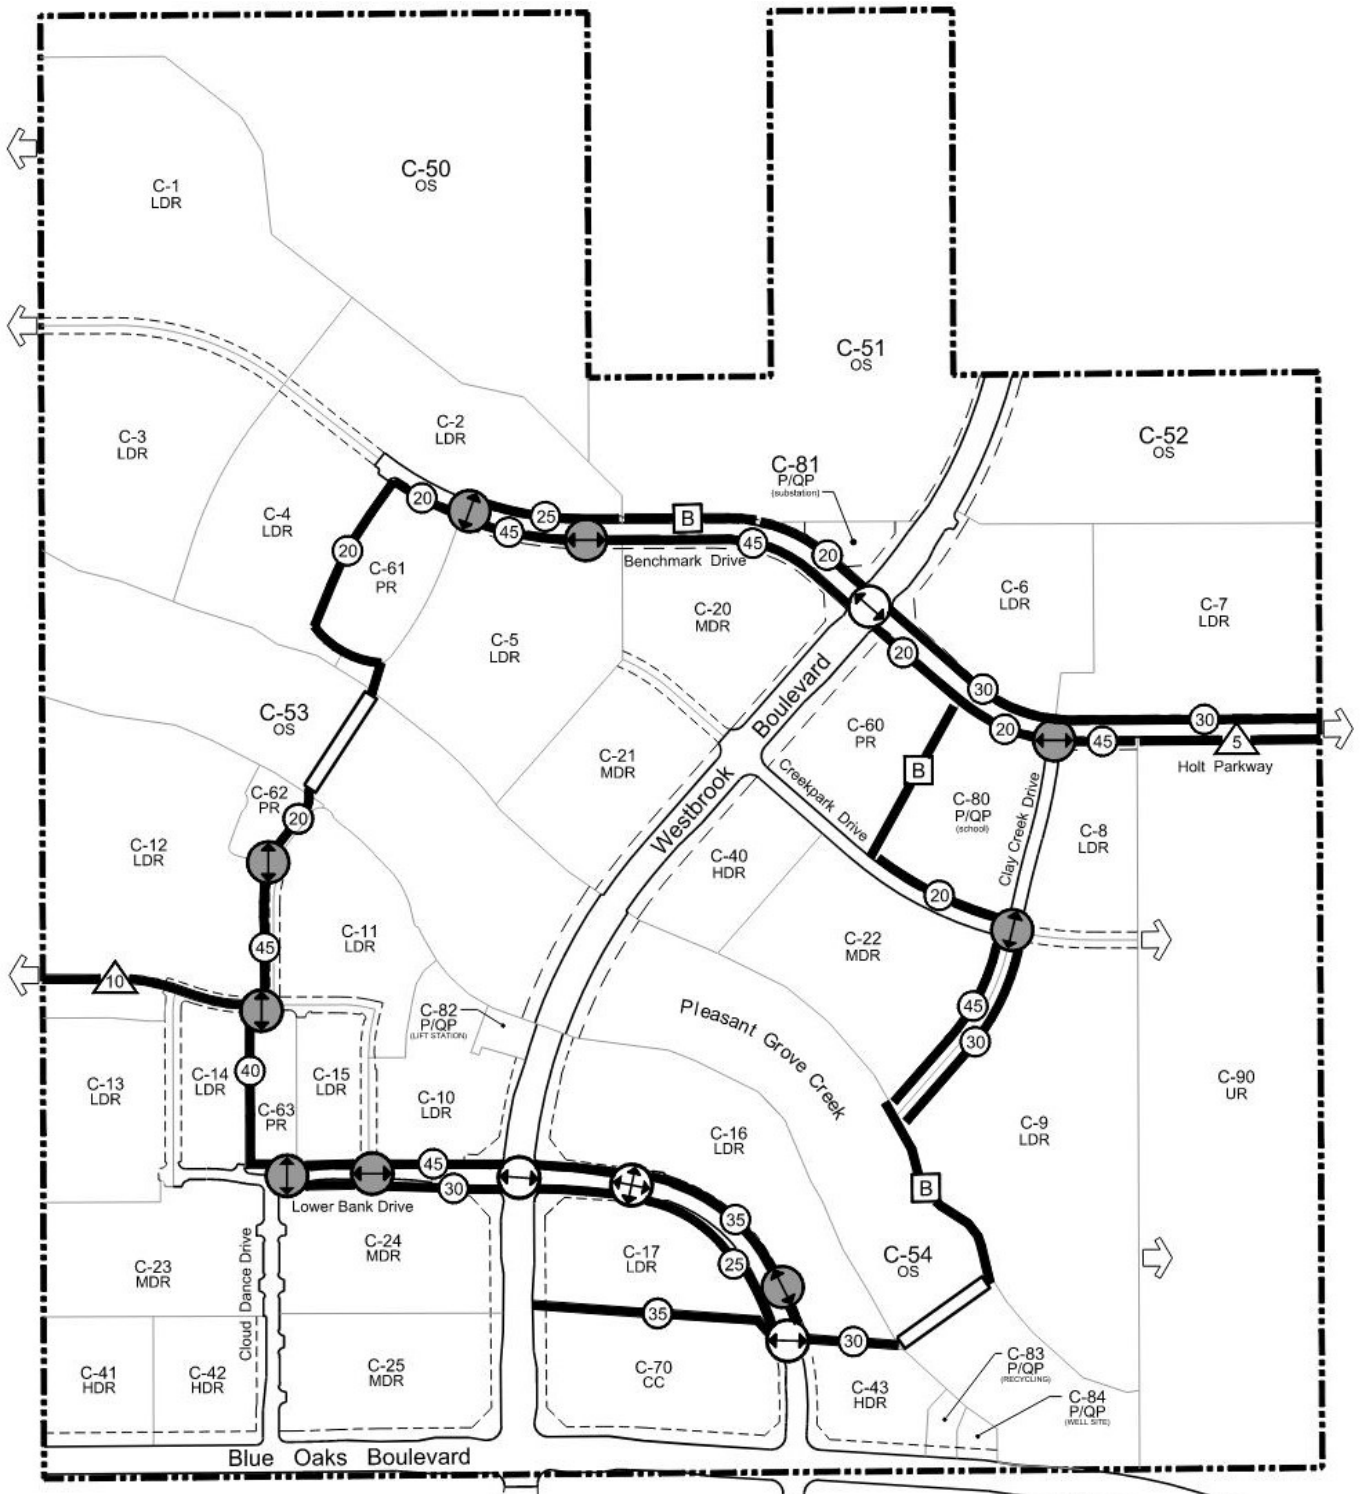 C-50
OS
C-1
LDR
C-51
OS
C-2
LDR
C-3
LDR
C-52
OS
C-81
P/QP
(substation)
20
25
B
C-4
LDR
45
45
20
20
Benchmark Drive
C-61
PR
C-6
LDR
C-7
LDR
C-20
MDR
C-5
LDR
20
30
C-53
OS
Westbrook Boulevard
C-60
PR
20
30
45
5
Holt Parkway
C-21
MDR
B
C-62
PR
Creekpark Drive
C-80
P/QP
(school)
Clay Creek Drive
20
C-12
LDR
C-8
LDR
C-40
HDR
20
C-11
LDR
C-22
MDR
45
10
C-82
P/QP
(LIFT STATION)
Pleasant Grove Creek
45
30
40
C-13
LDR
C-14
LDR
C-15
LDR
C-10
LDR
C-90
UR
C-63
PR
C-16
LDR
C-9
LDR
45
30
B
Lower Bank Drive
35
C-24
MDR
C-17
LDR
25
C-54
OS
C-23
MDR
Cloud Dance Drive
35
30
C-41
HDR
C-42
HDR
C-25
MDR
C-70
CC
C-43
HDR
C-83
P/QP
(RECYCLING)
C-84
P/QP
(WELL SITE)
Blue Oaks Boulevard